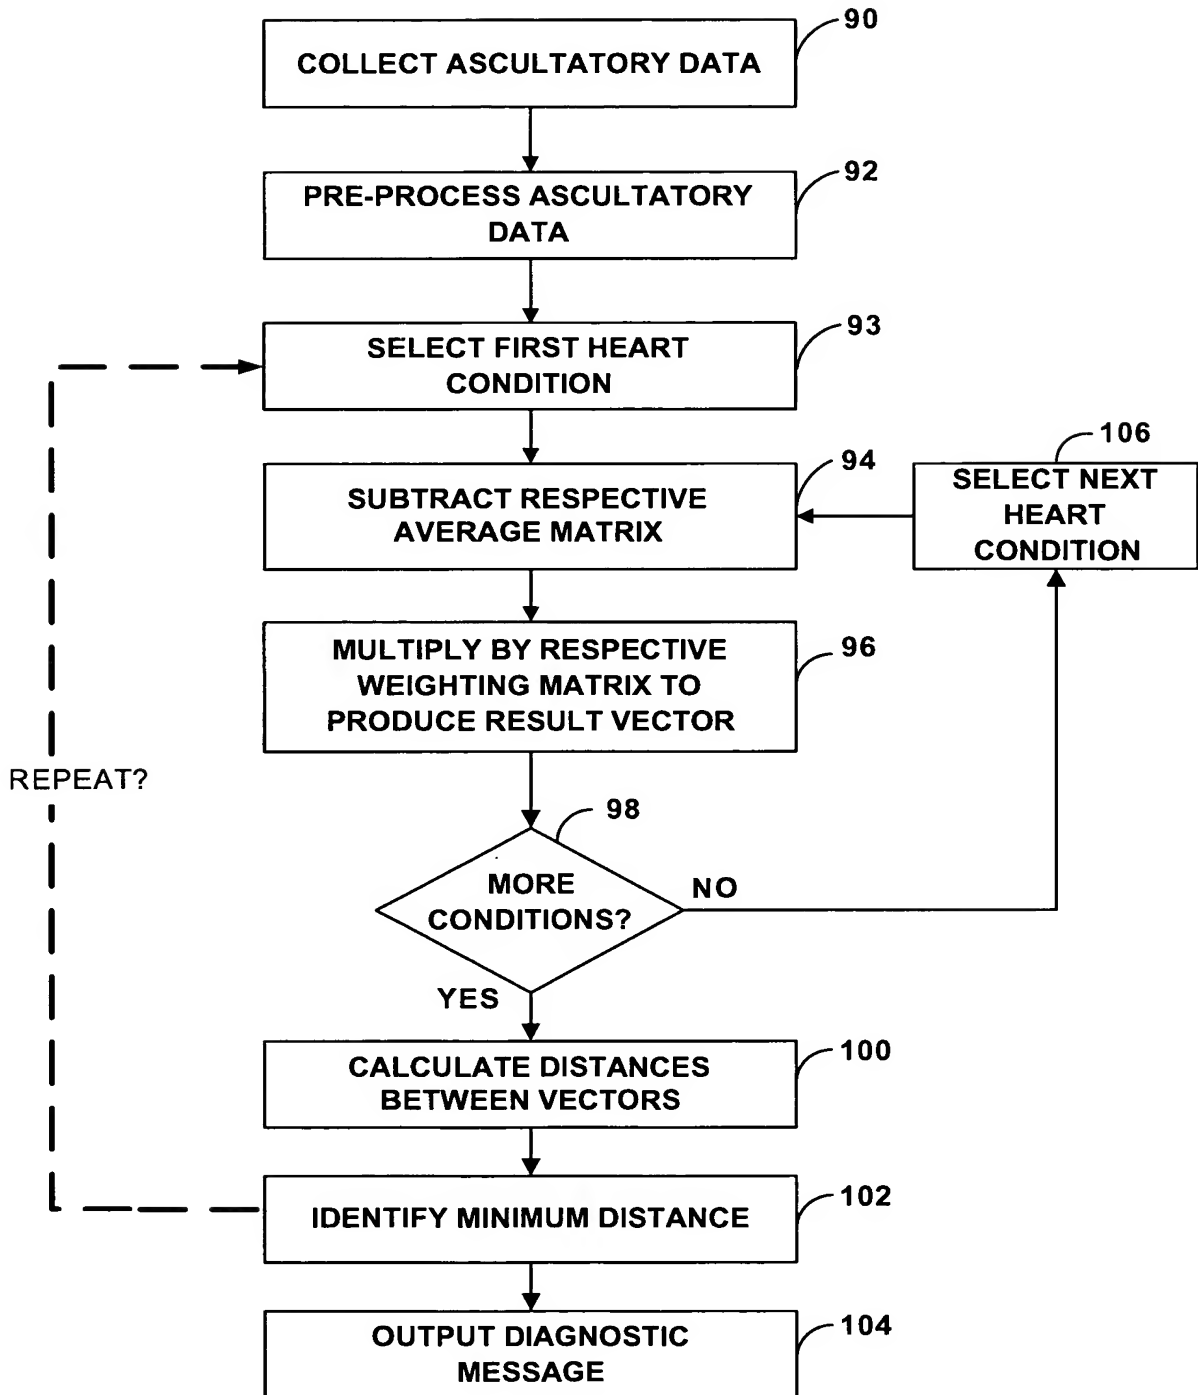 90
COLLECT ASCULTATORY DATA
92
PRE-PROCESS ASCULTATORY
DATA
93
SELECT FIRST HEART
CONDITION
106
SELECT NEXT
HEART
CONDITION
94
SUBTRACT RESPECTIVE
AVERAGE MATRIX
96
MULTIPLY BY RESPECTIVE
WEIGHTING MATRIX TO
PRODUCE RESULT VECTOR
REPEAT?
98
MORE
CONDITIONS?
NO
YES
100
CALCULATE DISTANCES
BETWEEN VECTORS
102
IDENTIFY MINIMUM DISTANCE
104
OUTPUT DIAGNOSTIC
MESSAGE